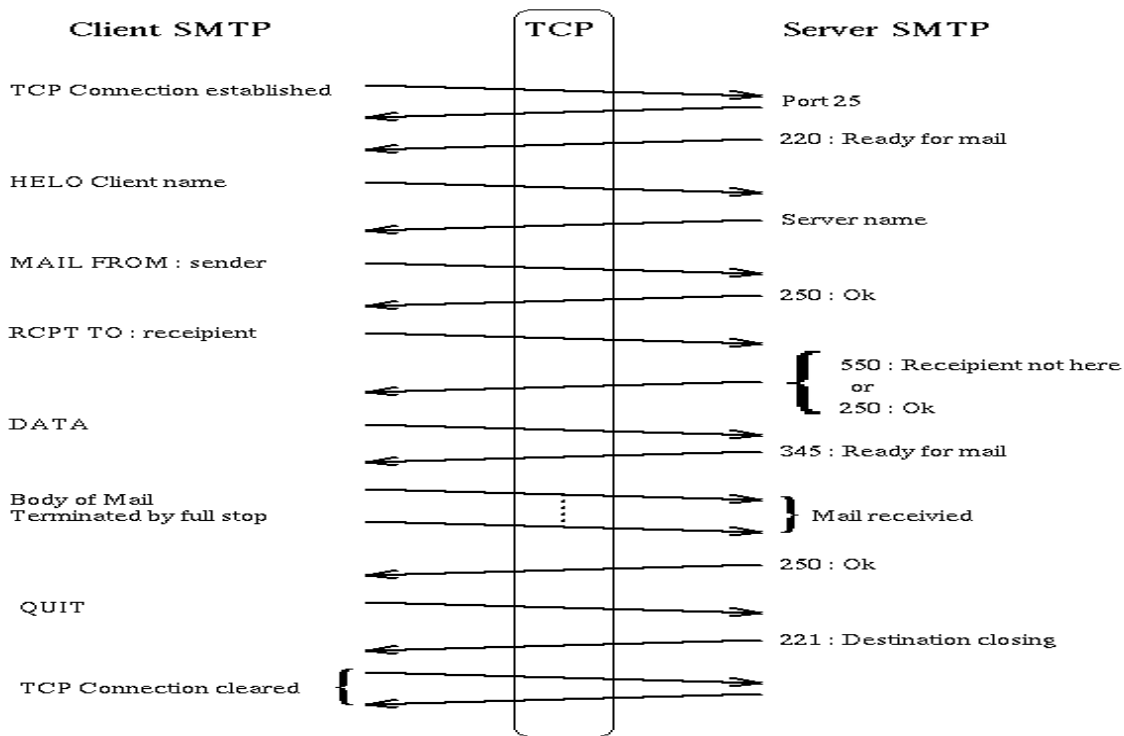 Client SMTP TCP Server SMTP
TCP Connection established
Port 25
220 : Ready for mail
HELO Client name
Server name
MAIL FROM : sender
250 : Ok
RCPT TO : receipient
550 : Receipient not here
or
250 : Ok
DATA
345 : Ready for mail
Body of Mail
Terminated by full stop
Mail receivied
250 : Ok
QUIT
221 : Destination closing
TCP Connection cleared